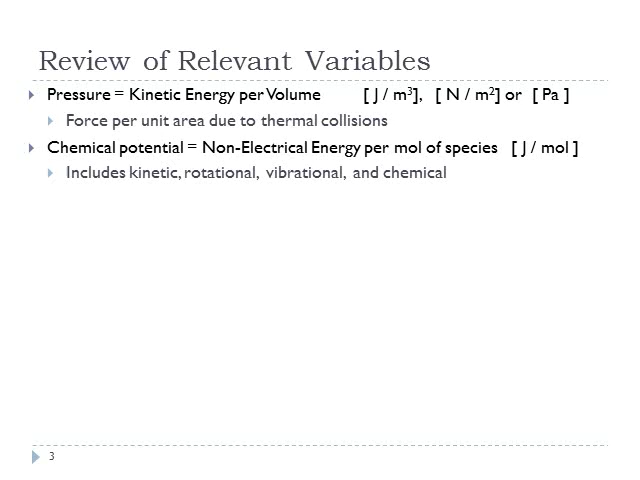 Review of Relevant Variables
Pressure = Kinetic Energy per Volume [ J / m³], [ N / m²] or [ Pa ]
Force per unit area due to thermal collisions
Chemical potential = Non-Electrical Energy per mol of species [ J / mol ]
Includes kinetic, rotational, vibrational, and chemical
3